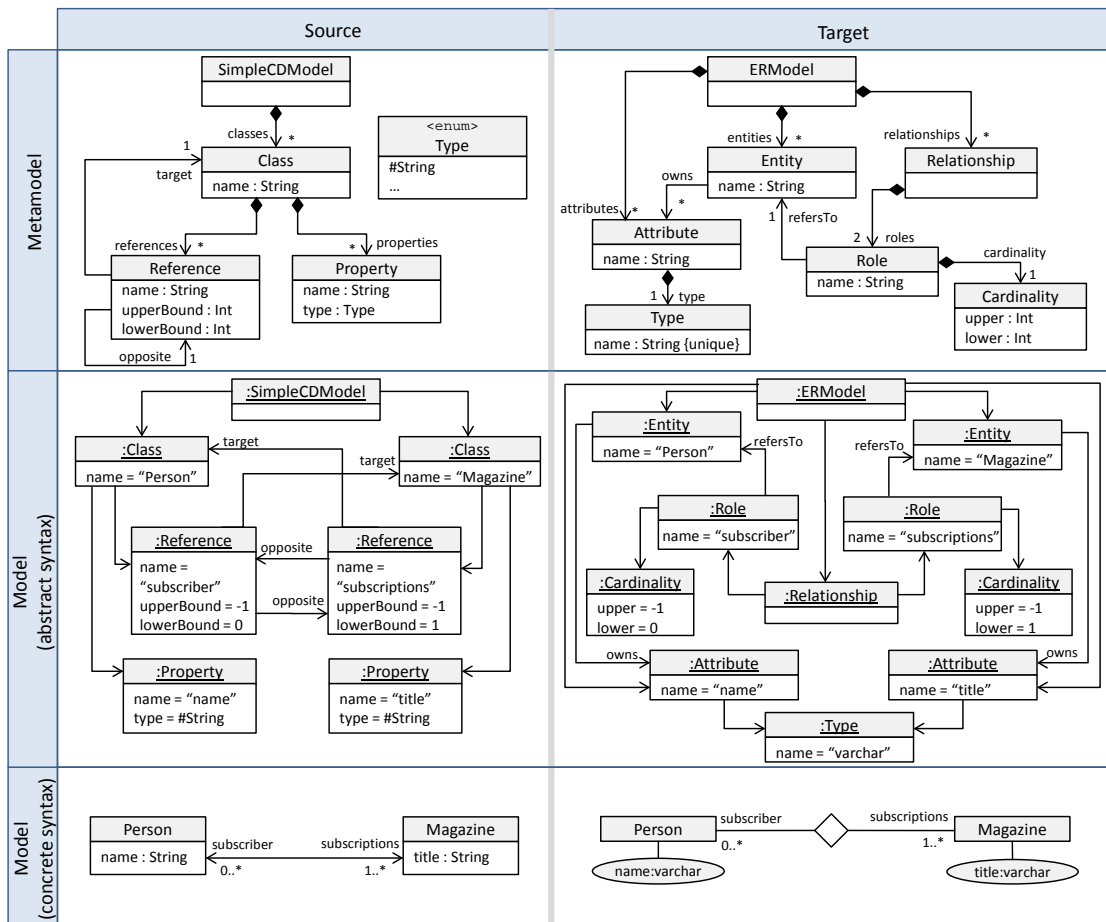 Source
Target
Metamodel
SimpleCDModel
classes
*
<enum>
Type
#String
...
1
target
Class
name : String
references
*
*
properties
Reference
name : String
upperBound : Int
lowerBound : Int
opposite
1
Property
name : String
type : Type
ERModel
entities
*
relationships
*
Entity
name : String
Relationship
owns
*
attributes
*
1
refersTo
Attribute
name : String
2
roles
Role
name : String
cardinality
1
1
type
Type
name : String {unique}
Cardinality
upper : Int
lower : Int
Model
(abstract syntax)
:SimpleCDModel
:Class
name = “Person”
target
target
:Class
name = “Magazine”
:Reference
name =
“subscriber”
upperBound = -1
lowerBound = 0
opposite
opposite
:Reference
name =
“subscriptions”
upperBound = -1
lowerBound = 1
:Property
name = “name”
type = #String
:Property
name = “title”
type = #String
:ERModel
:Entity
name = “Person”
refersTo
refersTo
:Entity
name = “Magazine”
:Role
name = “subscriber”
:Role
name = “subscriptions”
:Cardinality
upper = -1
lower = 0
:Relationship
:Cardinality
upper = -1
lower = 1
owns
:Attribute
name = “name”
:Attribute
name = “title”
owns
:Type
name = “varchar”
Model
(concrete syntax)
Person
name : String
subscriber
0..*
subscriptions
1..*
Magazine
title : String
Person
name:varchar
subscriber
0..*
subscriptions
1..*
Magazine
title:varchar